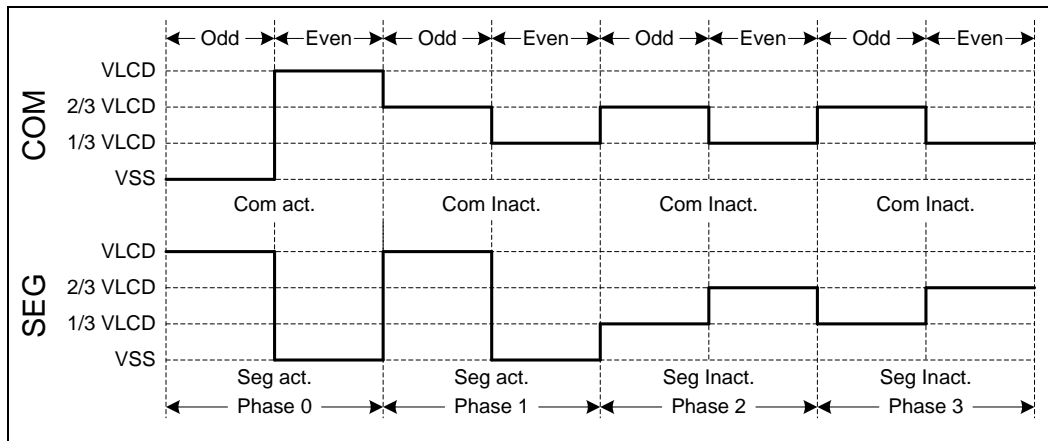 Odd Even Odd Even Odd Even Odd Even
COM
VLCD
2/3 VLCD
1/3 VLCD
VSS
Com act. Com Inact. Com Inact. Com Inact.
SEG
VLCD
2/3 VLCD
1/3 VLCD
VSS
Seg act. Seg act. Seg Inact. Seg Inact.
Phase 0 Phase 1 Phase 2 Phase 3